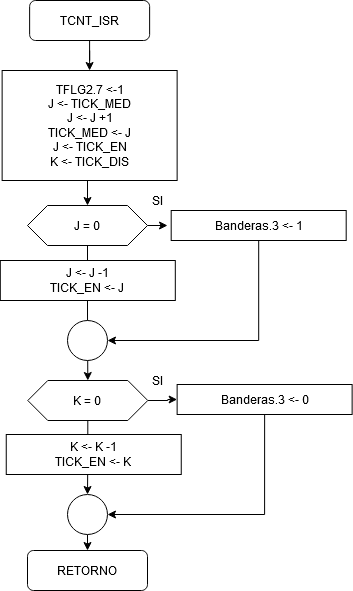 TCNT_ISR
TFLG2.7 <-1
J <- TICK_MED
J <- J +1
TICK_MED <- J
J <- TICK_EN
K <- TICK_DIS
SI
J = 0
Banderas.3 <- 1
J <- J -1
TICK_EN <- J
SI
K = 0
Banderas.3 <- 0
K <- K -1
TICK_EN <- K
RETORNO